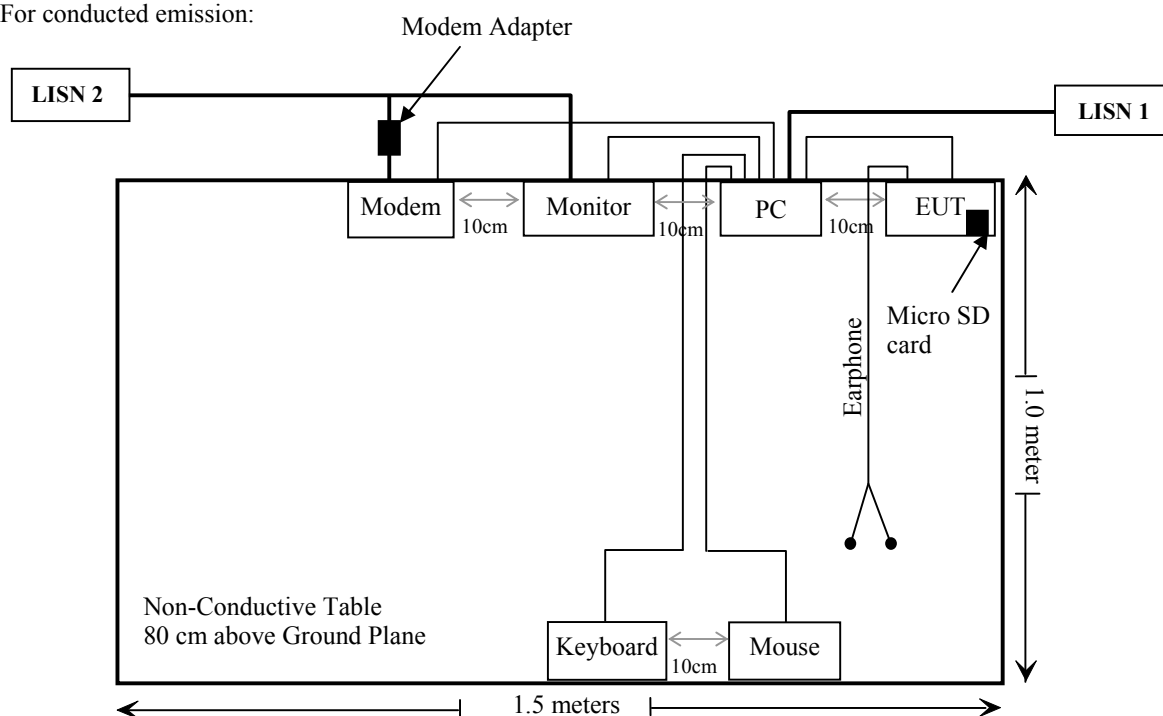 For conducted emission:
Modem Adapter
LISN 2
LISN 1
Modem
Monitor
PC
EUT
10cm
10cm
10cm
Micro SD
card
Earphone
1.0 meter
Non-Conductive Table
80 cm above Ground Plane
Keyboard
Mouse
10cm
1.5 meters